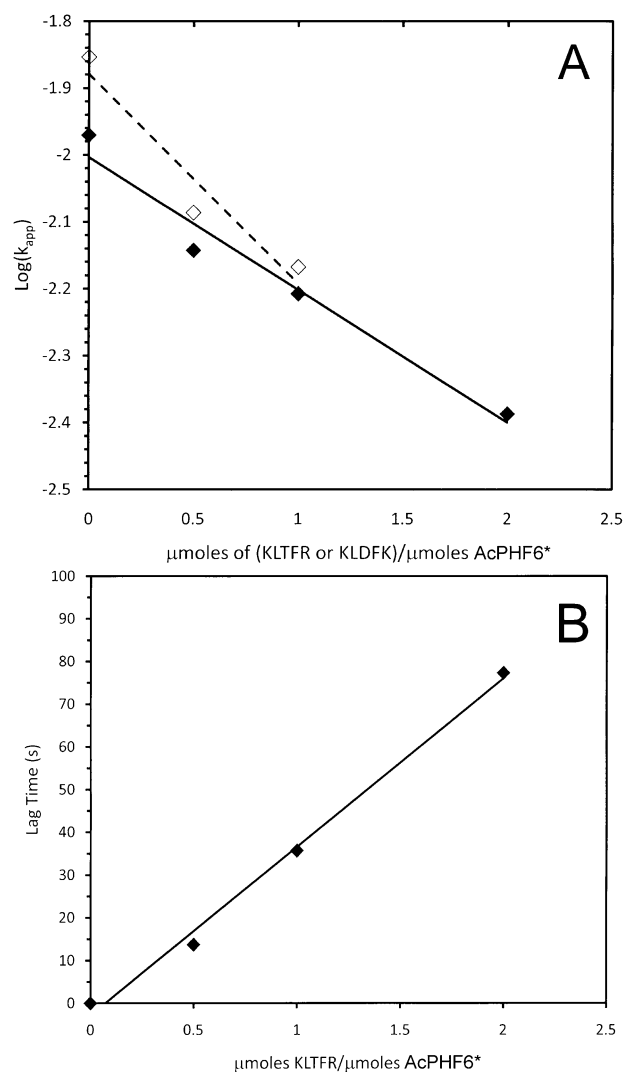 -1.8
A
-1.9
-2
-2.1
Log(kapp)
-2.2
-2.3
-2.4
-2.5
0 0.5 1 1.5 2 2.5
μmoles of (KLTFR or KLDFK)/μmoles AcPHF6*
100
B
90
80
70
60
Lag Time (s)
50
40
30
20
10
0
0 0.5 1 1.5 2 2.5
μmoles KLTFR/μmoles AcPHF6*